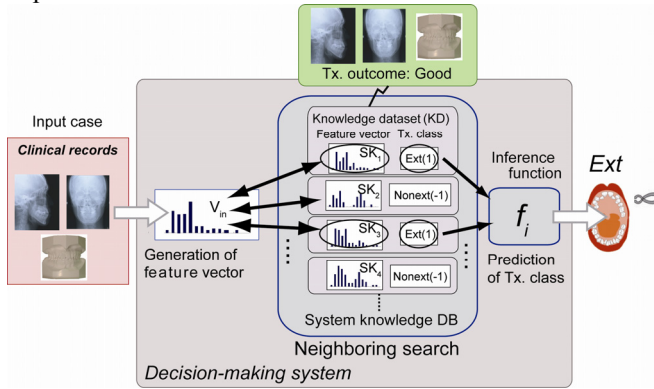 Tx. outcome: Good
Input case
Clinical records
Knowledge dataset (KD)
Feature vector Tx. class
SK1 Ext(1)
SK2 Nonext(-1)
SK3 Ext(1)
SK4 Nonext(-1)
System knowledge DB
Neighboring search
Vin
Generation of
feature vector
Inference
function
fi
Prediction
of Tx. class
Ext
Decision-making system